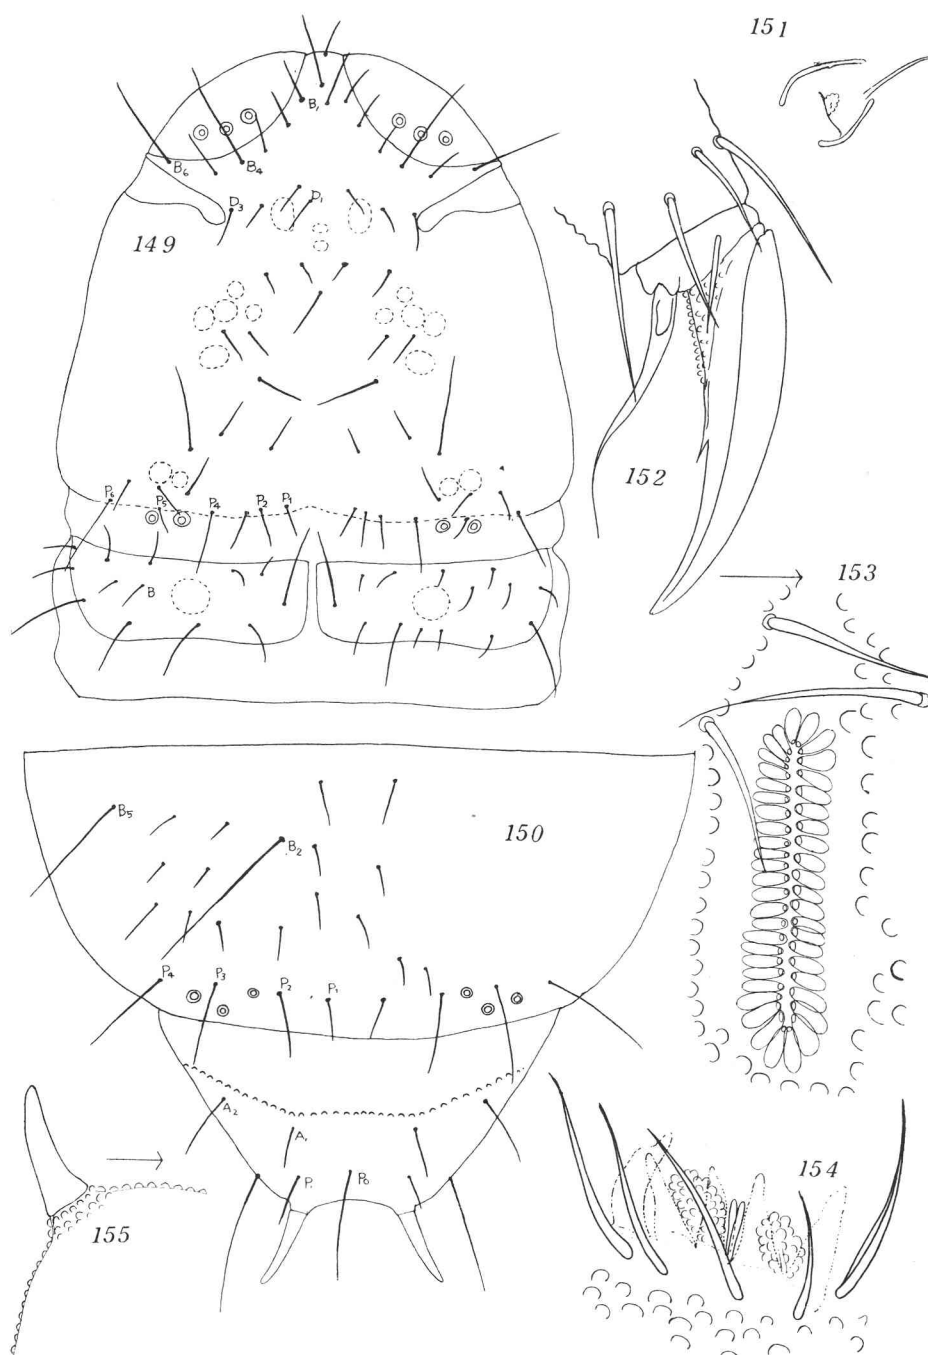 151
B₁
B₆
B₄
D₃
D₁
149
152
P₆
P₅
P₄
P₂
P₁
B
153
B₅
B₂
150
P₄
P₃
P₂
P₁
A₂
A₁
P₁
P₀
154
155